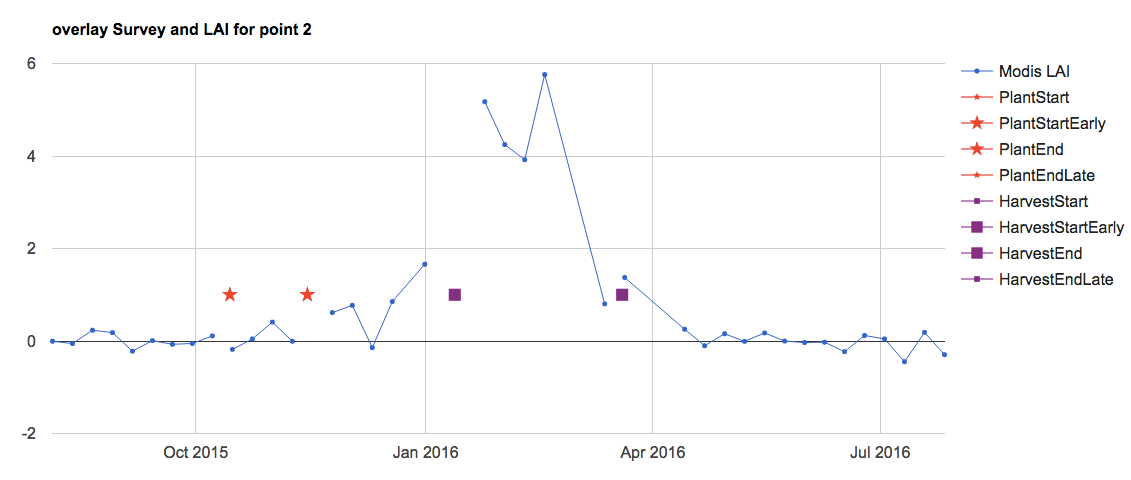 overlay Survey and LAI for point 2
6
4
2
0
-2
Oct 2015
Jan 2016
Apr 2016
Jul 2016
Modis LAI
PlantStart
PlantStartEarly
PlantEnd
PlantEndLate
HarvestStart
HarvestStartEarly
HarvestEnd
HarvestEndLate